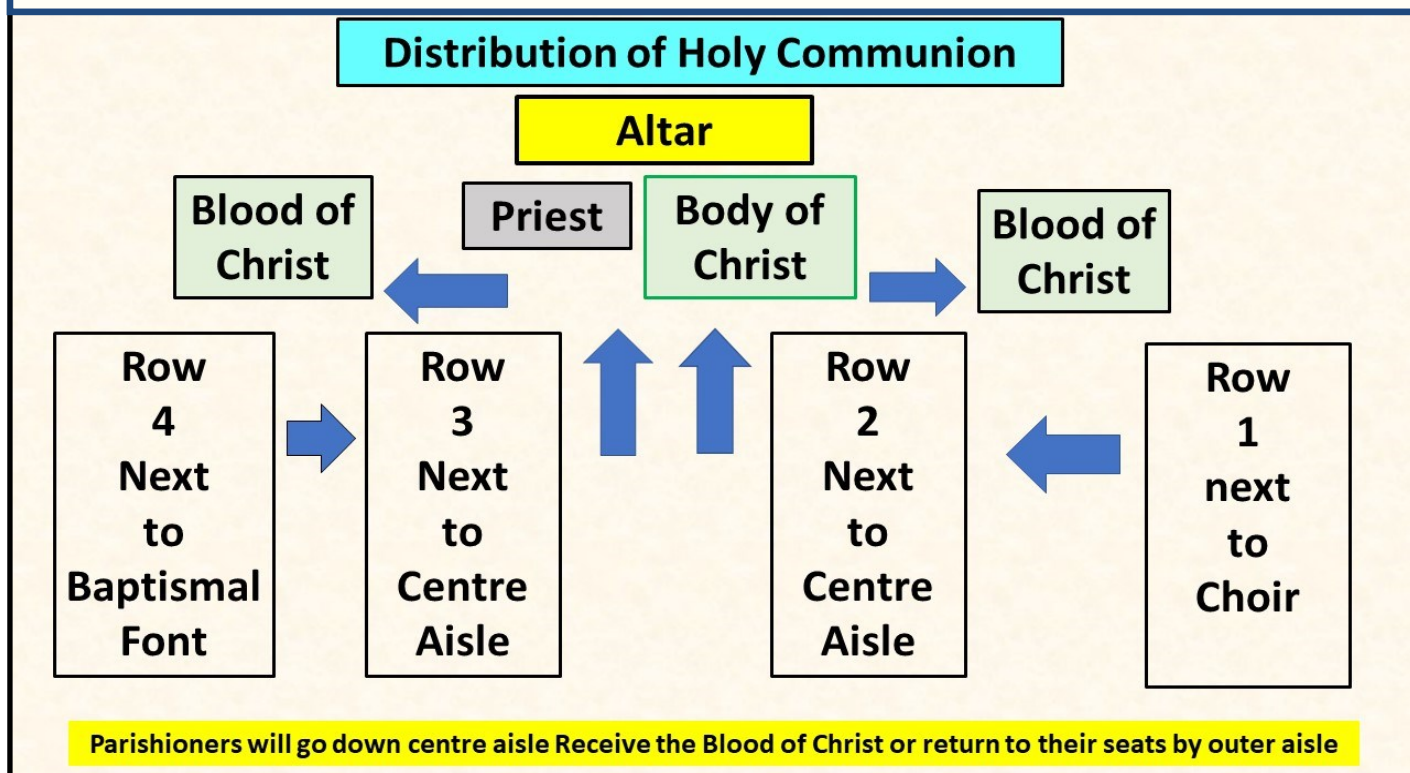 Distribution of Holy Communion
Altar
Blood of
Christ
Priest
Body of
Christ
Blood of
Christ
Row
4
Next
to
Baptismal
Font
Row
3
Next
to
Centre
Aisle
Row
2
Next
to
Centre
Aisle
Row
1
next
to
Choir
Parishioners will go down centre aisle Receive the Blood of Christ or return to their seats by outer aisle